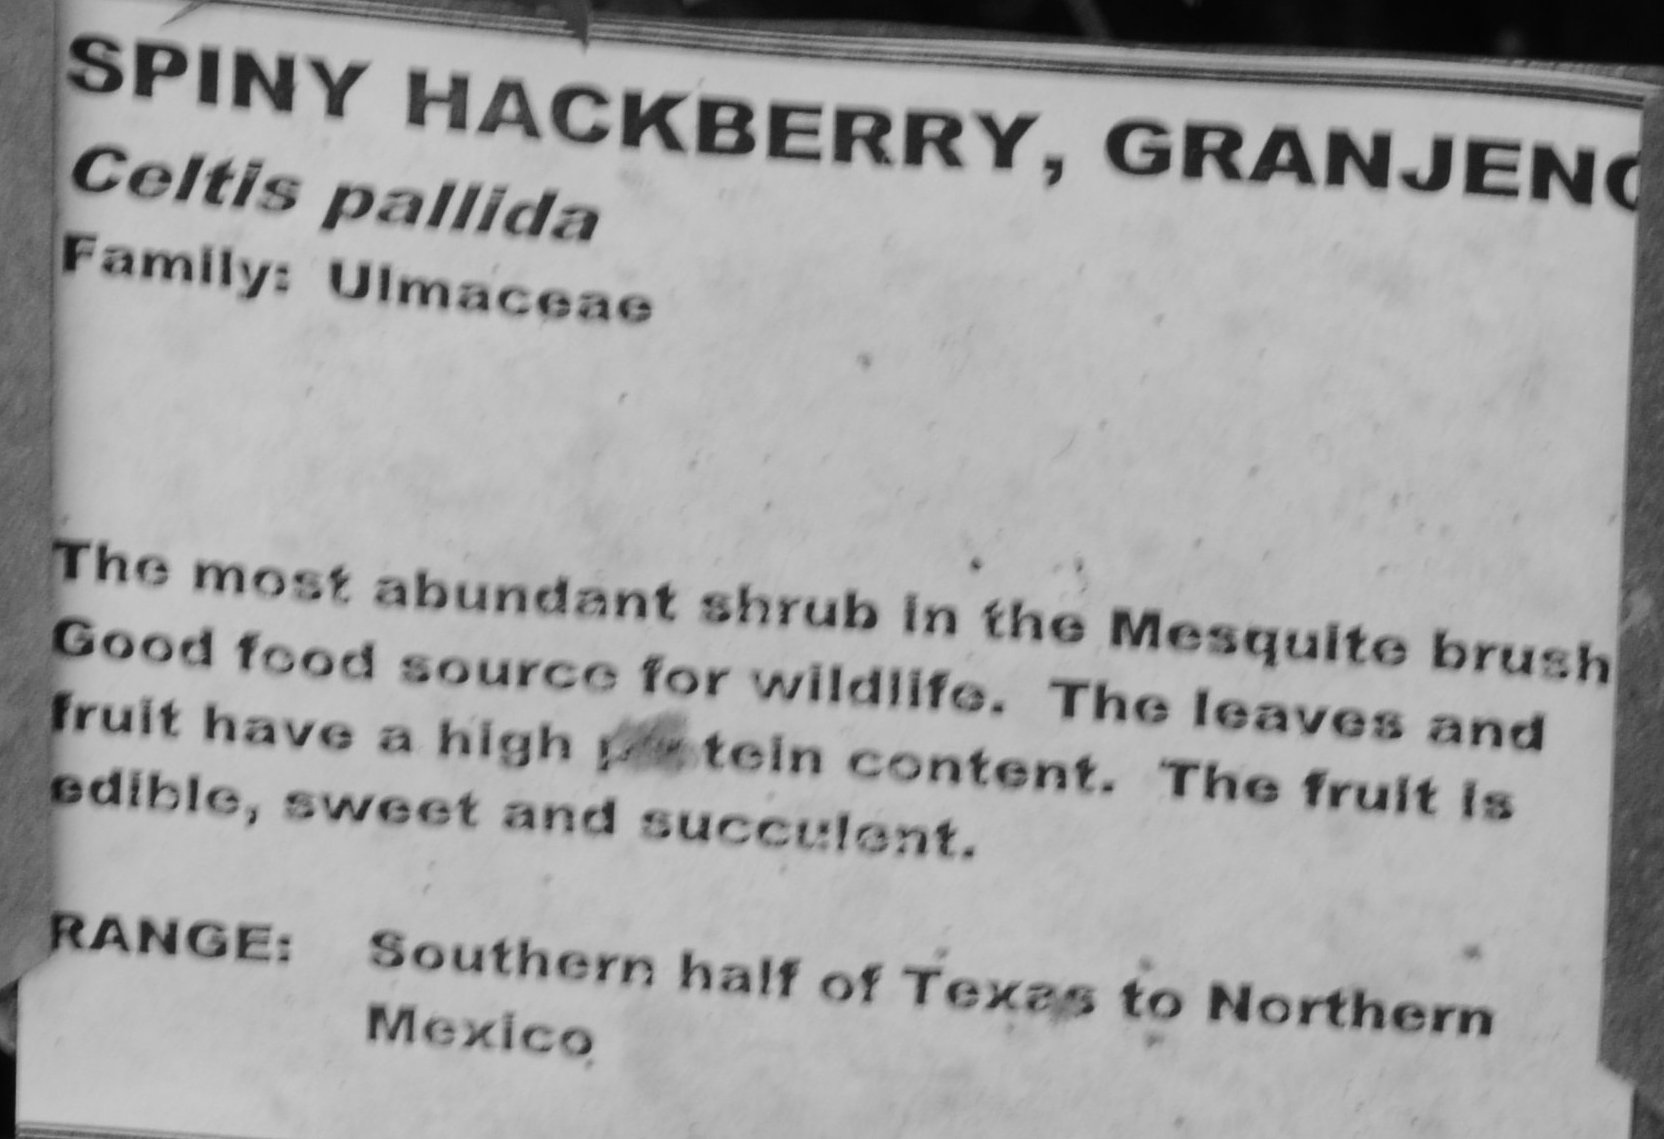 SPINY HACKBERRY, GRANJENO
Celtis pallida
Family: Ulmaceae
The most abundant shrub in the Mesquite brush
Good food source for wildlife. The leaves and
fruit have a high protein content. The fruit is
edible, sweet and succulent.
RANGE: Southern half of Texas to Northern
Mexico